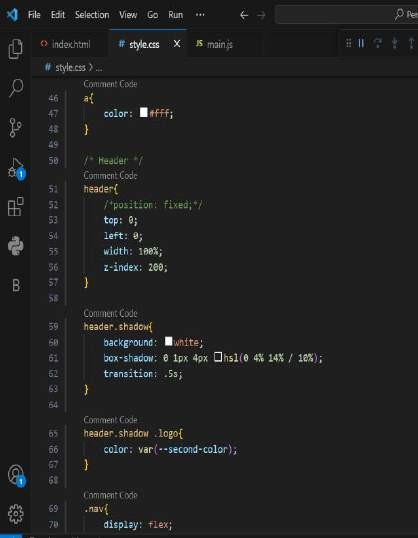 File Edit Selection View Go Run ... Per
index.html # style.css X JS main.js
# style.css > ...
Comment Code
46 a{
47 color: #fff;
48 }
49
50 /* Header */
Comment Code
51 header{
52 /*position: fixed;*/
53 top: 0;
54 left: 0;
55 width: 100%;
56 z-index: 200;
57 }
58
Comment Code
59 header.shadow{
60 background: white;
61 box-shadow: 0 1px 4px hsl(0 4% 14% / 10%);
62 transition: .5s;
63 }
64
Comment Code
65 header.shadow .logo{
66 color: var(--second-color);
67 }
68
Comment Code
69 .nav{
70 display: flex;
1
B
1